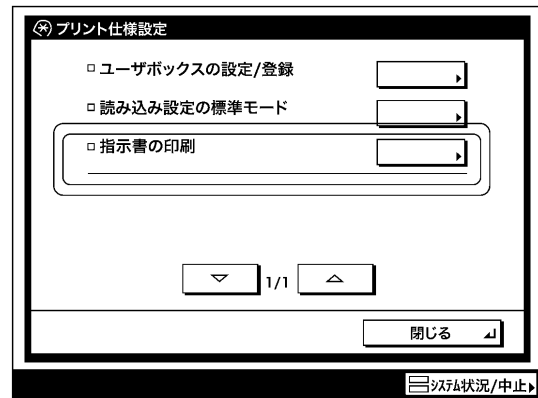 プリント仕様設定
ユーザボックスの設定/登録
読み込み設定の標準モード
指示書の印刷
1/1
閉じる
システム状況/中止